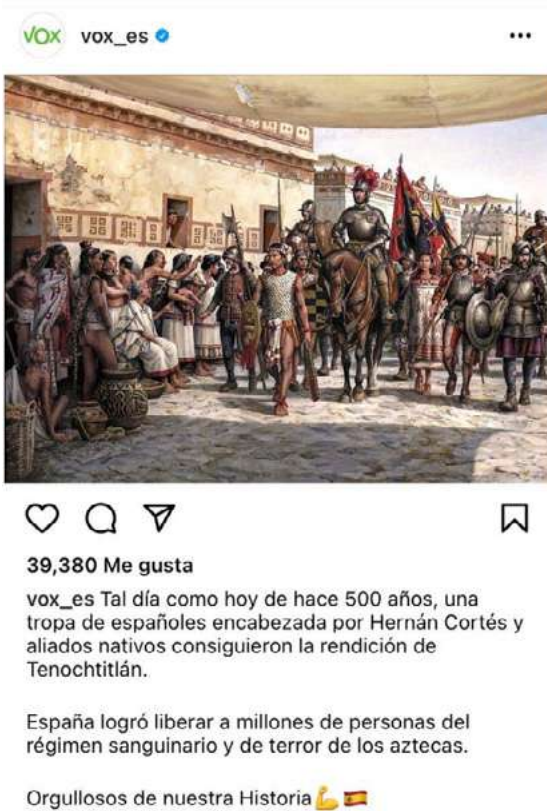 VOX vox_es
39,380 Me gusta
vox_es Tal día como hoy de hace 500 años, una
tropa de españoles encabezada por Hernán Cortés y
aliados nativos consiguieron la rendición de
Tenochtitlán.
España logró liberar a millones de personas del
régimen sanguinario y de terror de los aztecas.
Orgullosos de nuestra Historia💪🇪🇸